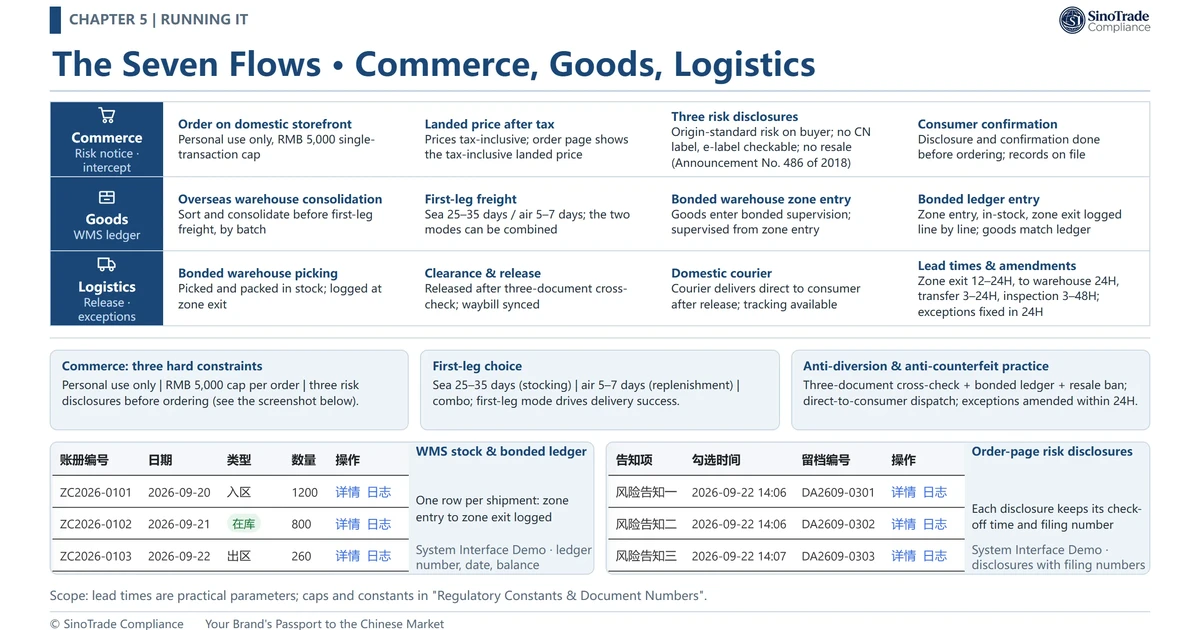 CHAPTER 5 | RUNNING IT
SinoTrade
Compliance
The Seven Flows • Commerce, Goods, Logistics
Commerce
Risk notice ·
intercept
Order on domestic storefront
Personal use only, RMB 5,000 single-
transaction cap
Landed price after tax
Prices tax-inclusive; order page shows
the tax-inclusive landed price
Three risk disclosures
Origin-standard risk on buyer; no CN
label, e-label checkable; no resale
(Announcement No. 486 of 2018)
Consumer confirmation
Disclosure and confirmation done
before ordering; records on file
Goods
WMS ledger
Overseas warehouse consolidation
Sort and consolidate before first-leg
freight, by batch
First-leg freight
Sea 25–35 days / air 5–7 days; the two
modes can be combined
Bonded warehouse zone entry
Goods enter bonded supervision;
supervised from zone entry
Bonded ledger entry
Zone entry, in-stock, zone exit logged
line by line; goods match ledger
Logistics
Release ·
exceptions
Bonded warehouse picking
Picked and packed in stock; logged at
zone exit
Clearance & release
Released after three-document cross-
check; waybill synced
Domestic courier
Courier delivers direct to consumer
after release; tracking available
Lead times & amendments
Zone exit 12–24H, to warehouse 24H,
transfer 3–24H, inspection 3–48H;
exceptions fixed in 24H
Commerce: three hard constraints
Personal use only | RMB 5,000 cap per order | three risk
disclosures before ordering (see the screenshot below).
First-leg choice
Sea 25–35 days (stocking) | air 5–7 days (replenishment) |
combo; first-leg mode drives delivery success.
Anti-diversion & anti-counterfeit practice
Three-document cross-check + bonded ledger + resale ban;
direct-to-consumer dispatch; exceptions amended within 24H.
账册编号 日期 类型 数量 操作
ZC2026-0101 2026-09-20 入区 1200 详情 日志
ZC2026-0102 2026-09-21 在库 800 详情 日志
ZC2026-0103 2026-09-22 出区 260 详情 日志
WMS stock & bonded ledger
One row per shipment: zone
entry to zone exit logged
System Interface Demo · ledger
number, date, balance
告知项 勾选时间 留档编号 操作
风险告知一 2026-09-22 14:06 DA2609-0301 详情 日志
风险告知二 2026-09-22 14:06 DA2609-0302 详情 日志
风险告知三 2026-09-22 14:07 DA2609-0303 详情 日志
Order-page risk disclosures
Each disclosure keeps its check-
off time and filing number
System Interface Demo ·
disclosures with filing numbers
Scope: lead times are practical parameters; caps and constants in "Regulatory Constants & Document Numbers".
© SinoTrade Compliance Your Brand's Passport to the Chinese Market